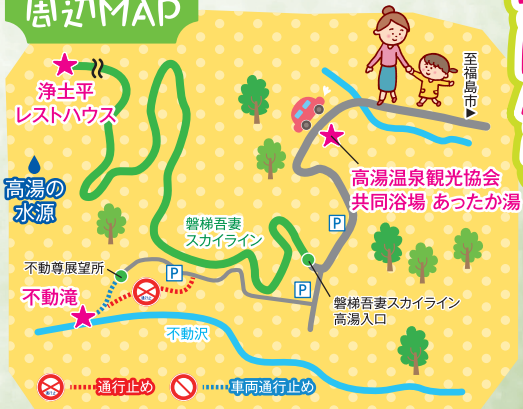 周辺MAP
浄土平
レストハウス
至福島市▶
高湯温泉観光協会
共同浴場 あったか湯
高湯の
水源
磐梯吾妻
スカイライン
P
不動尊展望所
P
P
不動滝
磐梯吾妻スカイライン
高湯入口
不動沢
通行止め
車両通行止め